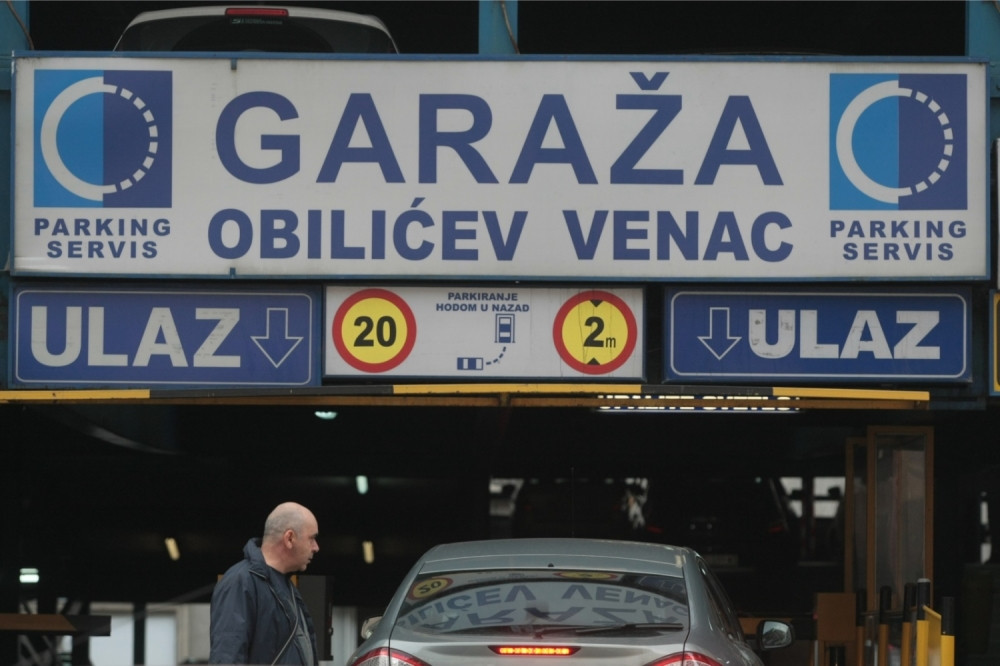 GARAŽA
OBILIĆEV VENAC
PARKING
SERVIS
PARKING
SERVIS
ULAZ
20
PARKIRANJE
HODOM U NAZAD
2m
ULAZ